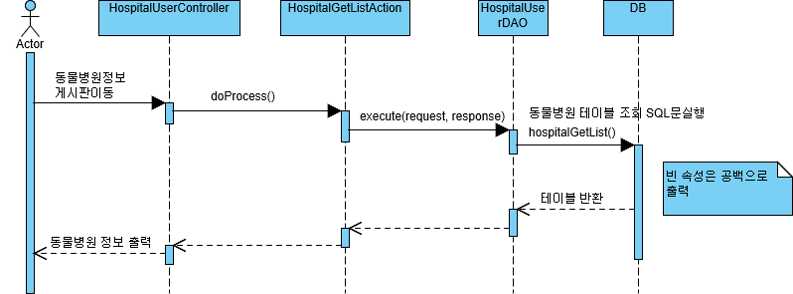 HospitalUserController
HospitalGetListAction
HospitalUse
rDAO
DB
Actor
동물병원정보
게시판이동
doProcess()
execute(request, response)
동물병원 테이블 조회 SQL문실행
hospitalGetList()
빈 속성은 공백으로
출력
테이블 반환
동물병원 정보 출력